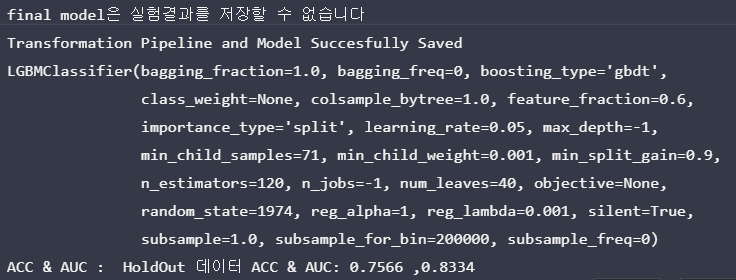 final model은 실험결과를 저장할 수 없습니다
Transformation Pipeline and Model Succesfully Saved
LGBMClassifier(bagging_fraction=1.0, bagging_freq=0, boosting_type='gbdt',
class_weight=None, colsample_bytree=1.0, feature_fraction=0.6,
importance_type='split', learning_rate=0.05, max_depth=-1,
min_child_samples=71, min_child_weight=0.001, min_split_gain=0.9,
n_estimators=120, n_jobs=-1, num_leaves=40, objective=None,
random_state=1974, reg_alpha=1, reg_lambda=0.001, silent=True,
subsample=1.0, subsample_for_bin=200000, subsample_freq=0)
ACC & AUC :  HoldOut 데이터 ACC & AUC: 0.7566 ,0.8334